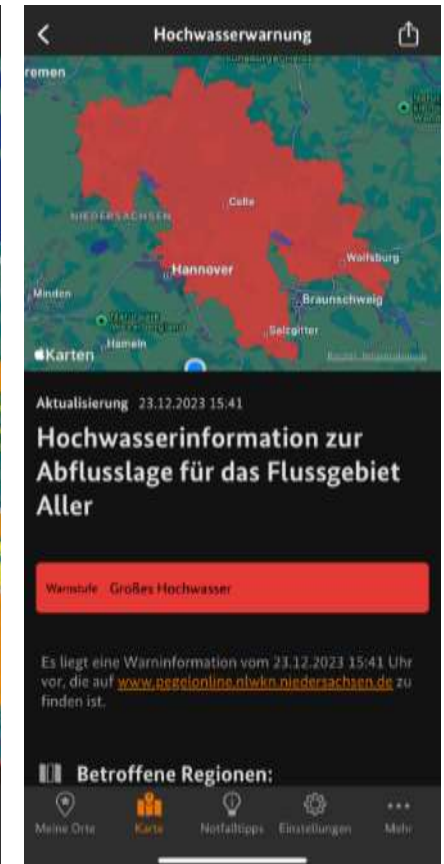 Hochwasserwarnung
remen
NIEDERSACHSEN
Celle
Wolfsburg
Hannover
Braunschweig
Minden
Salzgitter
Hameln
Karten
Aktualisierung 23.12.2023 15:41
Hochwasserinformation zur
Abflusslage für das Flussgebiet
Aller
Warnstufe Großes Hochwasser
Es liegt eine Warninformation vom 23.12.2023 15:41 Uhr
vor, die auf www.pegelonline.nlwkn.niedersachsen.de zu
finden ist.
Betroffene Regionen:
Meine Orte Karte Notfalltipps Einstellungen Mehr